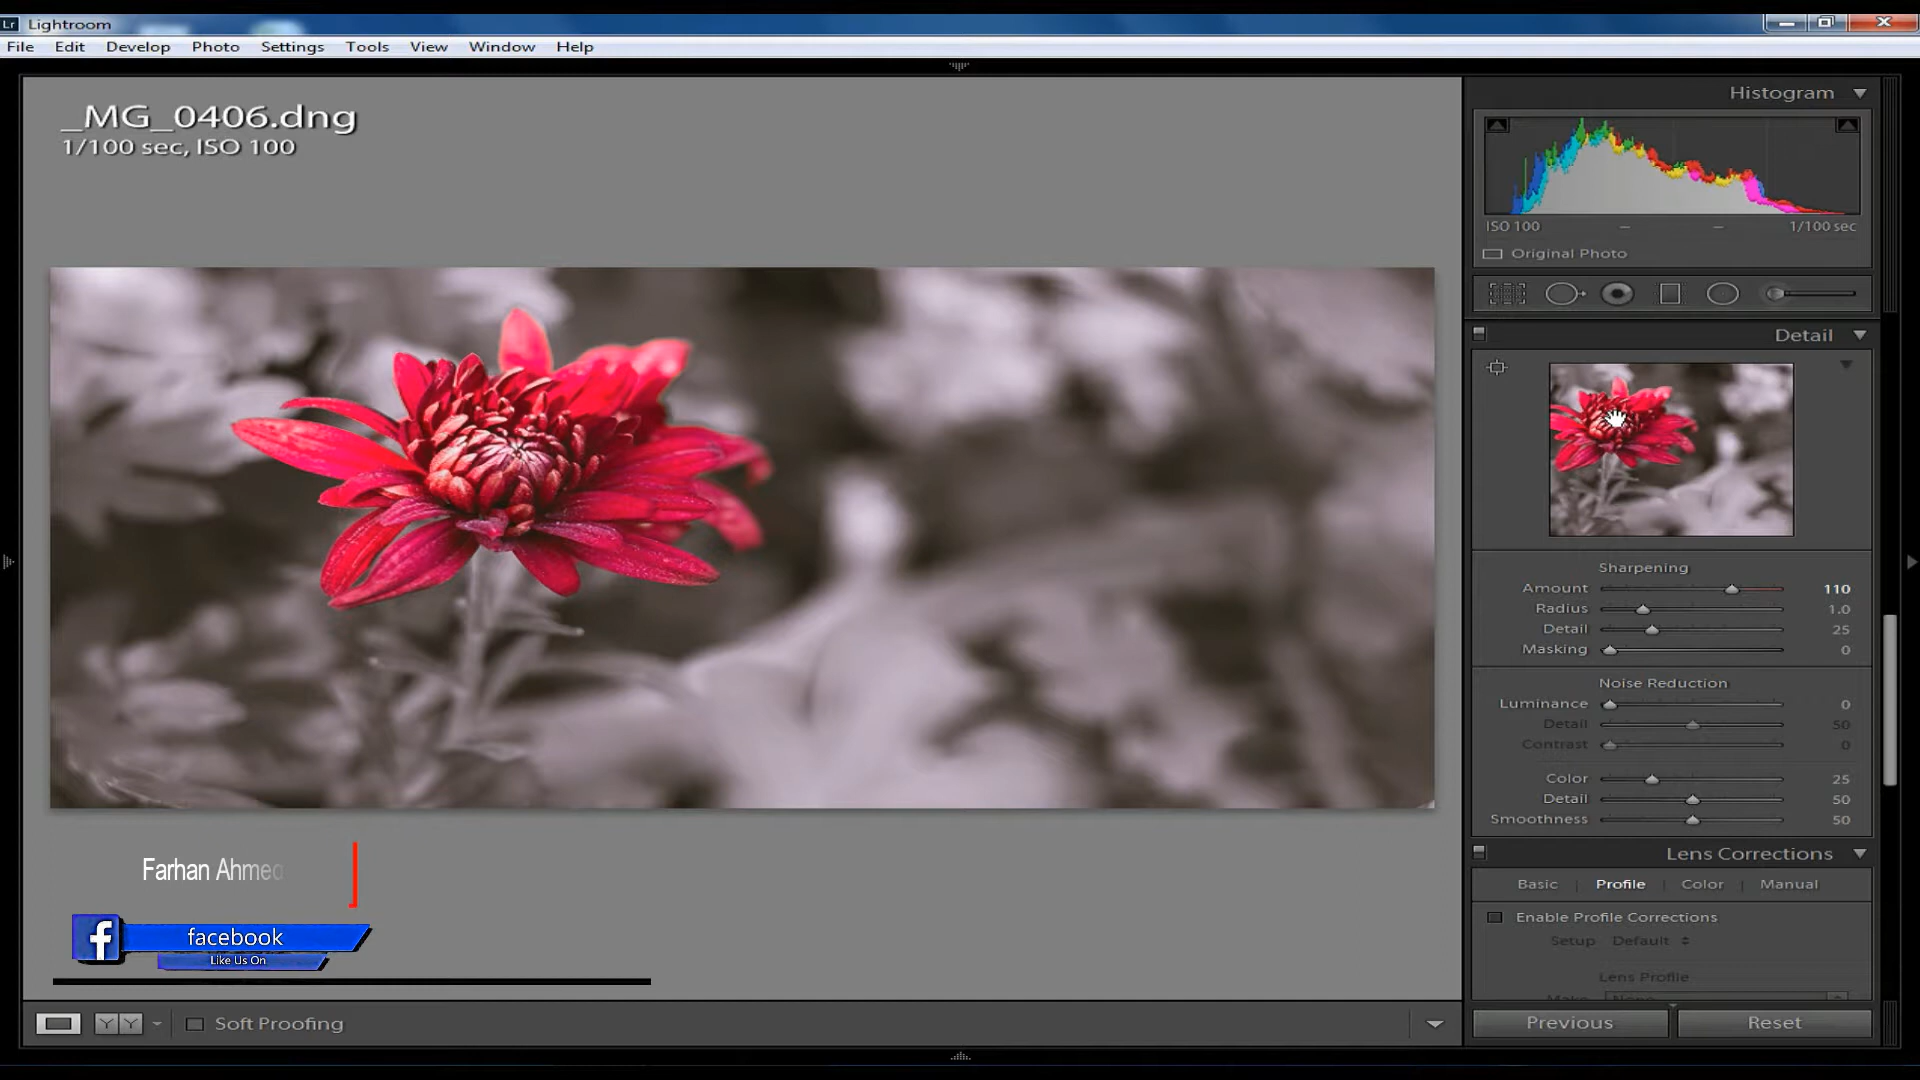 Lr Lightroom
File Edit Develop Photo Settings Tools View Window Help
_MG_0406.dng
1/100 sec, ISO 100
Histogram
ISO 100 – – 1/100 sec
Original Photo
Detail
Sharpening
Amount 110
Radius 1.0
Detail 25
Masking 0
Noise Reduction
Luminance 0
Detail 50
Contrast 0
Color 25
Detail 50
Smoothness 50
Lens Corrections
Basic Profile Color Manual
Enable Profile Corrections
Setup Default
Lens Profile
Farhan Ahmed
f facebook
Like Us On
YY Soft Proofing
Previous Reset